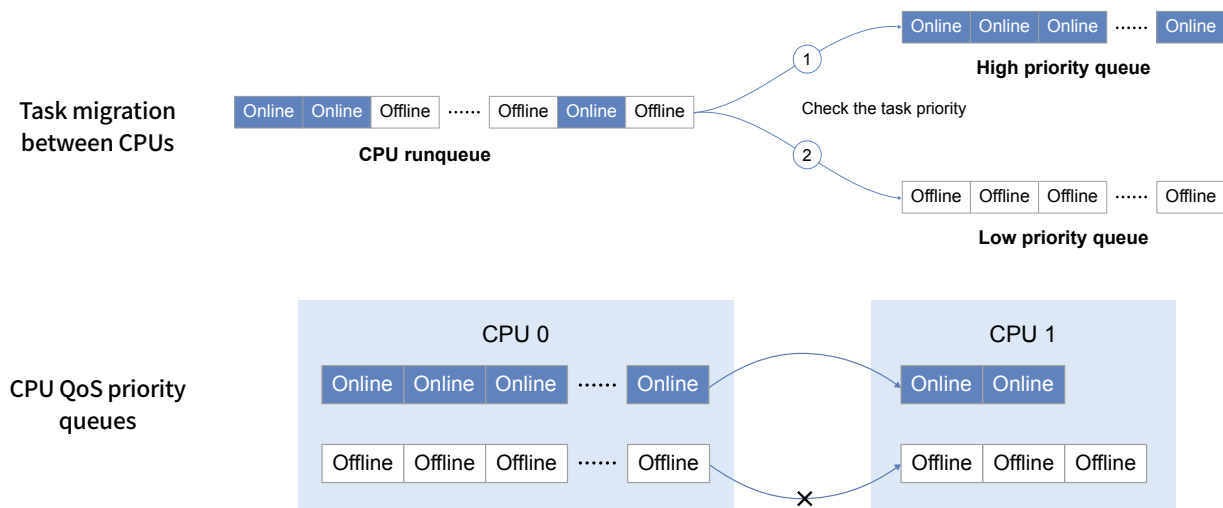 Online Online Online ...... Online
High priority queue
1
Task migration
between CPUs
Online Online Offline ...... Offline Online Offline
CPU runqueue
Check the task priority
2
Offline Offline Offline ...... Offline
Low priority queue
CPU QoS priority
queues
CPU 0
CPU 1
Online Online Online ...... Online
Online Online
Offline Offline Offline ...... Offline
Offline Offline Offline